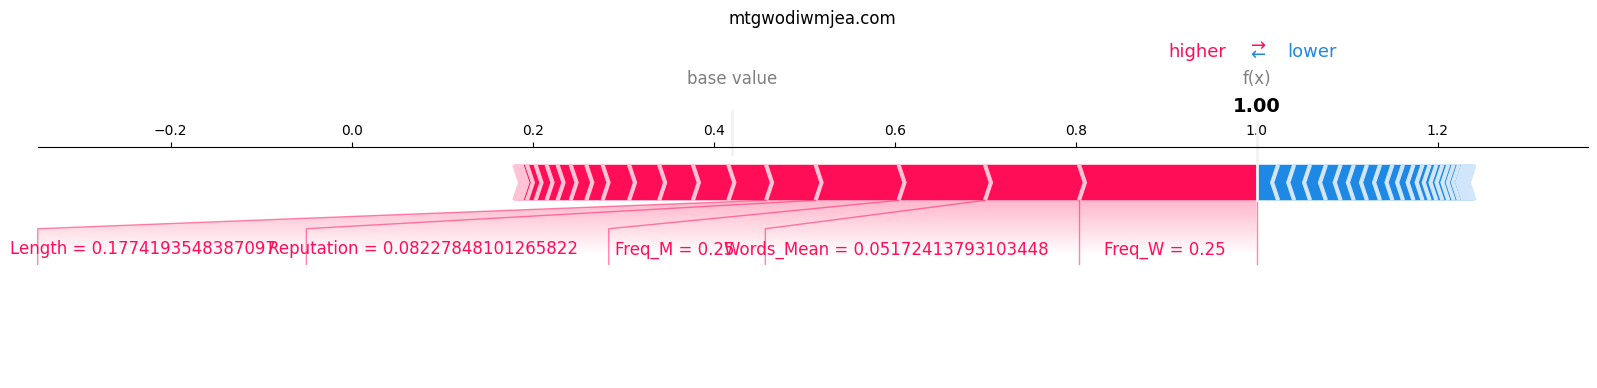 mtgwodiwmjea.com
higher ⇄ lower
base value f(x)
1.00
−0.2 0.0 0.2 0.4 0.6 0.8 1.0 1.2
Length = 0.1774193548387097 Reputation = 0.08227848101265822 Freq_M = 0.25 Words_Mean = 0.05172413793103448 Freq_W = 0.25